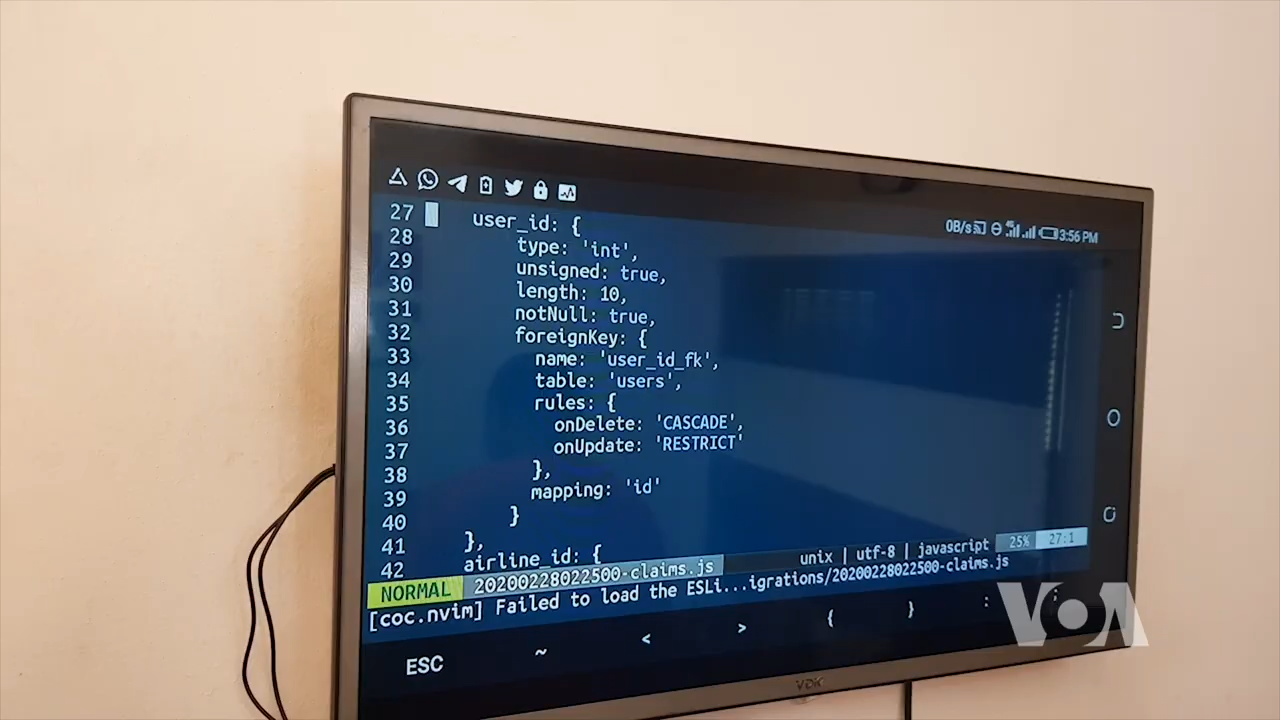 0B/s 3:56 PM
27 user_id: {
28 type: 'int',
29 unsigned: true,
30 length: 10,
31 notNull: true,
32 foreignKey: {
33 name: 'user_id_fk',
34 table: 'users',
35 rules: {
36 onDelete: 'CASCADE',
37 onUpdate: 'RESTRICT'
38 },
39 mapping: 'id'
40 }
41 },
42 airline_id: {
NORMAL 20200228022500-claims.js unix | utf-8 | javascript 25% 27:1
[coc.nvim] Failed to load the ESLi...igrations/20200228022500-claims.js
ESC ~ < > { } : ;
VOA